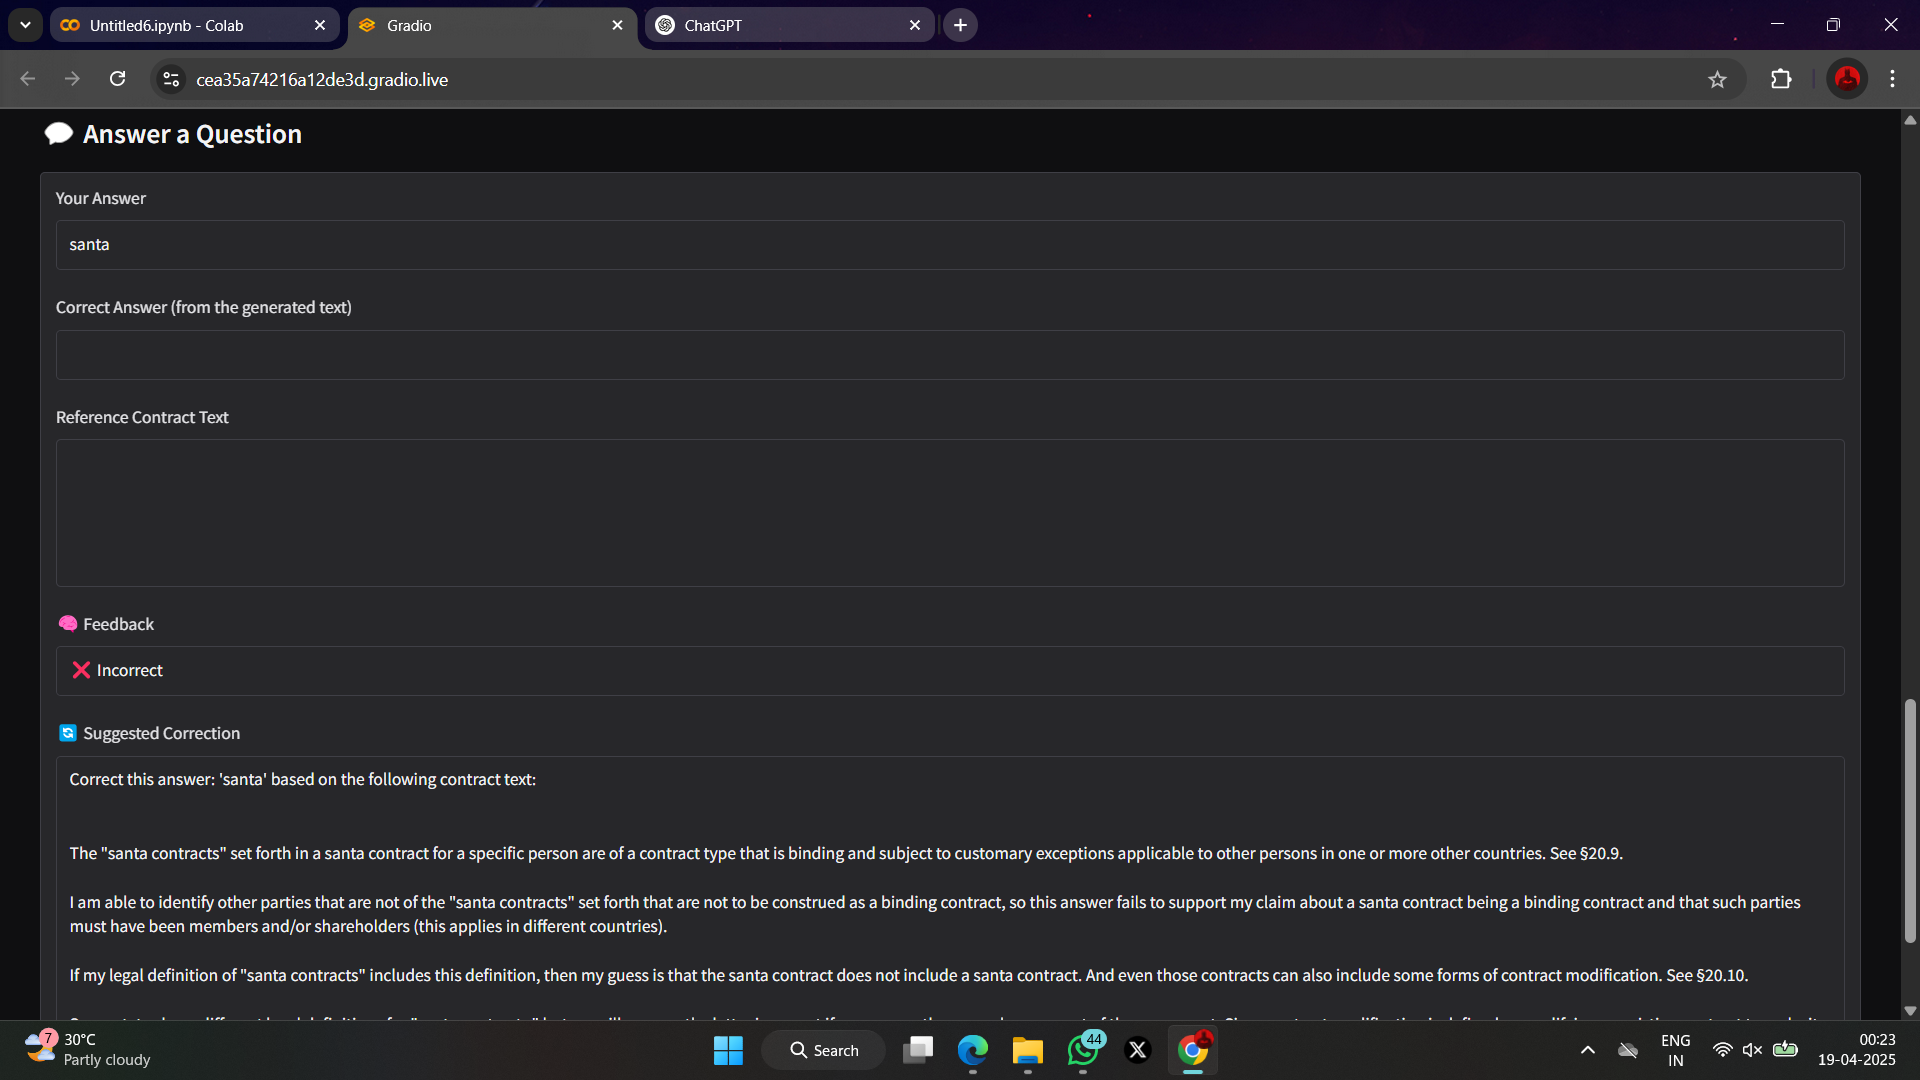 Untitled6.ipynb - Colab
Gradio
ChatGPT
cea35a74216a12de3d.gradio.live
Answer a Question
Your Answer
santa
Correct Answer (from the generated text)
Reference Contract Text
Feedback
Incorrect
Suggested Correction
Correct this answer: 'santa' based on the following contract text:
The "santa contracts" set forth in a santa contract for a specific person are of a contract type that is binding and subject to customary exceptions applicable to other persons in one or more other countries. See §20.9.
I am able to identify other parties that are not of the "santa contracts" set forth that are not to be construed as a binding contract, so this answer fails to support my claim about a santa contract being a binding contract and that such parties
must have been members and/or shareholders (this applies in different countries).
If my legal definition of "santa contracts" includes this definition, then my guess is that the santa contract does not include a santa contract. And even those contracts can also include some forms of contract modification. See §20.10.
7
30°C
Partly cloudy
Search
44
ENG
IN
00:23
19-04-2025